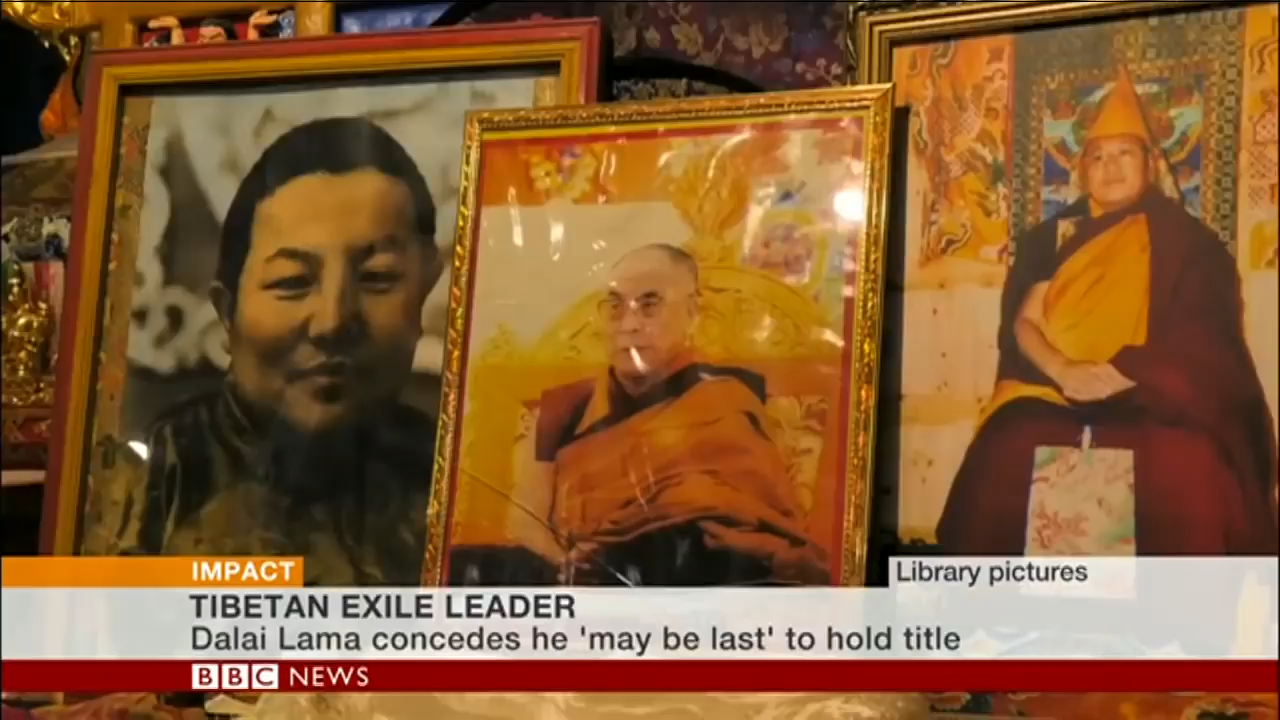 IMPACT
Library pictures
TIBETAN EXILE LEADER
Dalai Lama concedes he 'may be last' to hold title
BBC NEWS